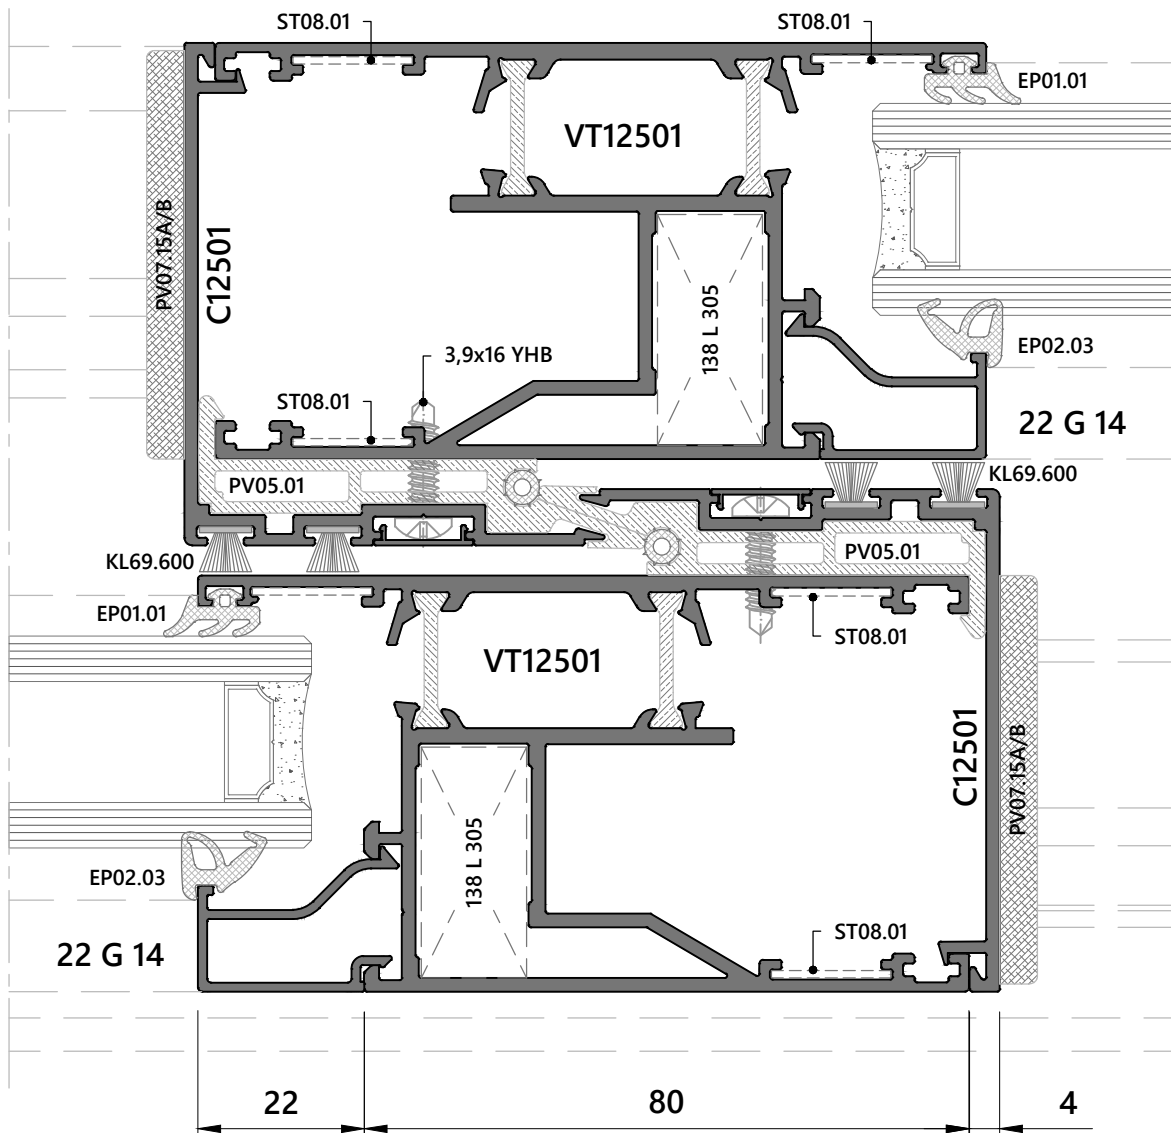 ST08.01
ST08.01
EP01.01
VT12501
PV07.15A/B
C12501
138 L 305
3,9x16 YHB
EP02.03
ST08.01
22 G 14
PV05.01
KL69.600
KL69.600
PV05.01
EP01.01
ST08.01
VT12501
C12501
PV07.15A/B
138 L 305
EP02.03
ST08.01
22 G 14
22
80
4